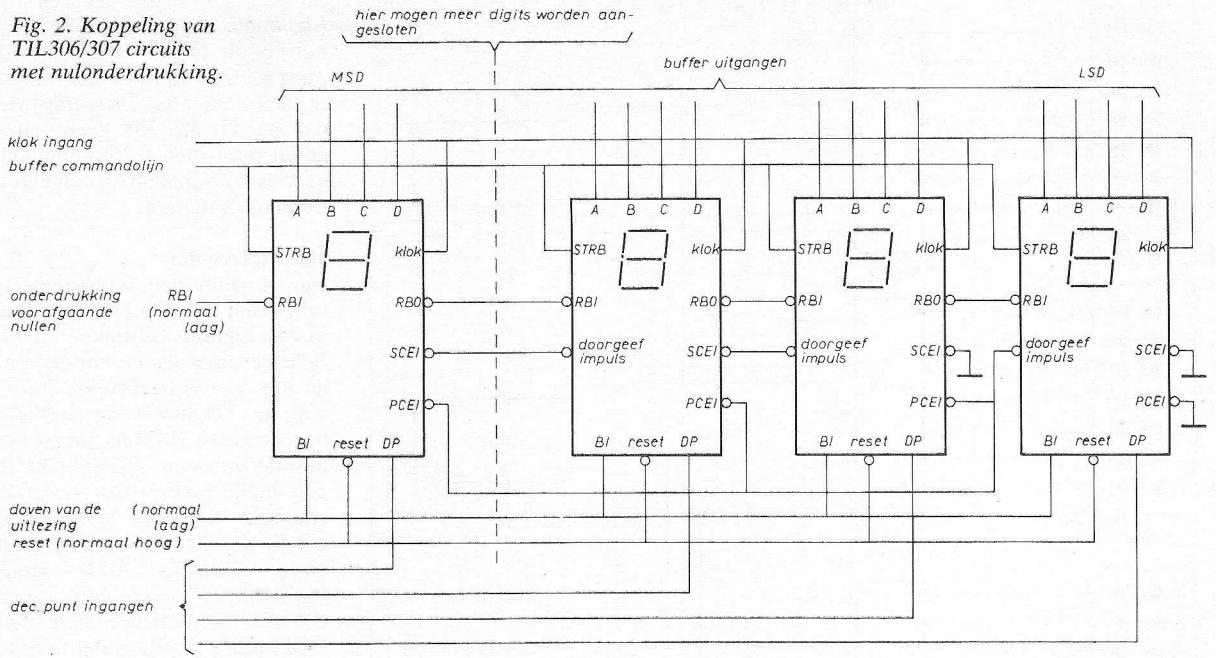 Fig. 2. Koppeling van
TIL306/307 circuits
met nulonderdrukking.
hier mogen meer digits worden aan-
gesloten
MSD
buffer uitgangen
LSD
klok ingang
buffer commandolijn
A B C D
A B C D
A B C D
A B C D
STRB klok
STRB klok
STRB klok
STRB klok
onderdrukking RBI
voorafgaande (normaal
nullen laag)
RBI RBO
RBI RBO
RBI RBO
RBI
SCEI
doorgeef
impuls
SCEI
doorgeef
impuls
SCEI
doorgeef
impuls
SCEI
PCEI
PCEI
PCEI
PCEI
BI reset DP
BI reset DP
BI reset DP
BI reset DP
doven van de (normaal
uitlezing laag)
reset (normaal hoog)
dec. punt ingangen